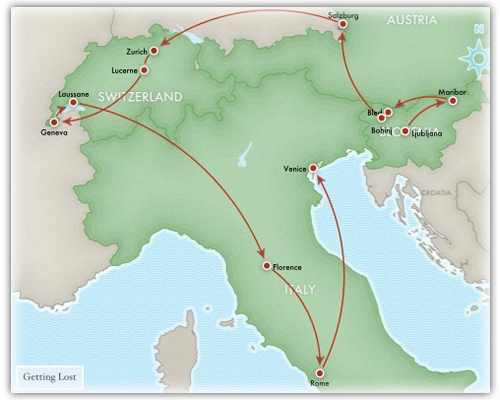 Salzburg
AUSTRIA
Zurich
N
Lucerne
SWITZERLAND
Laussane
Maribor
Bled
Geneva
Bohinj
Ljubljana
Venice
CROATIA
Florence
ITALY
Rome
Getting Lost